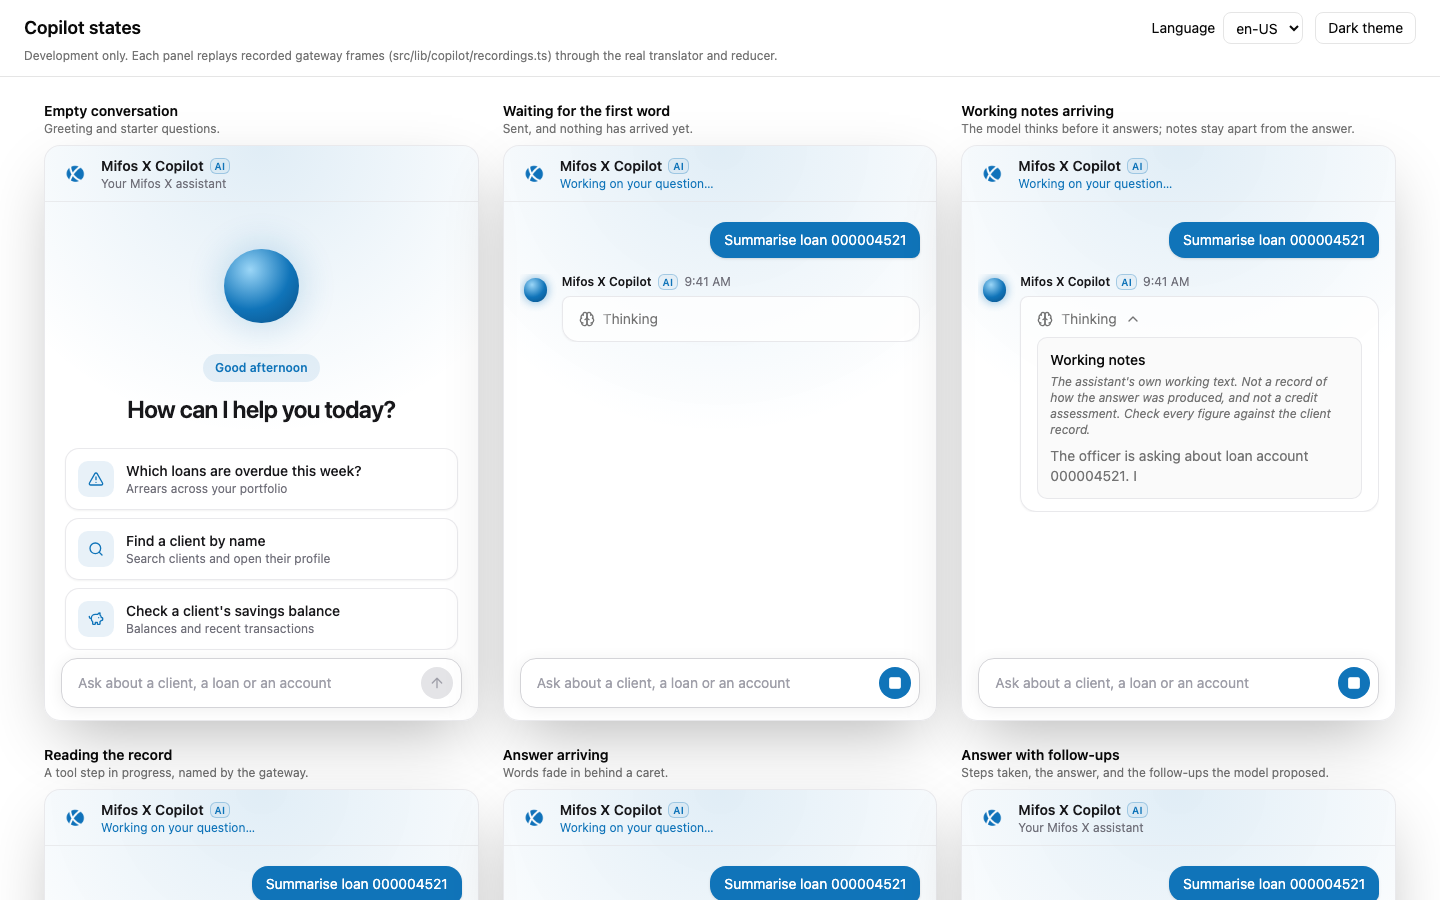 Copilot states
Language
en-US
Dark theme
Development only. Each panel replays recorded gateway frames (src/lib/copilot/recordings.ts) through the real translator and reducer.
Empty conversation
Greeting and starter questions.
Mifos X Copilot AI
Your Mifos X assistant
Good afternoon
How can I help you today?
Which loans are overdue this week?
Arrears across your portfolio
Find a client by name
Search clients and open their profile
Check a client's savings balance
Balances and recent transactions
Ask about a client, a loan or an account
Waiting for the first word
Sent, and nothing has arrived yet.
Mifos X Copilot AI
Working on your question...
Summarise loan 000004521
Mifos X Copilot AI 9:41 AM
Thinking
Ask about a client, a loan or an account
Working notes arriving
The model thinks before it answers; notes stay apart from the answer.
Mifos X Copilot AI
Working on your question...
Summarise loan 000004521
Mifos X Copilot AI 9:41 AM
Thinking
Working notes
The assistant's own working text. Not a record of
how the answer was produced, and not a credit
assessment. Check every figure against the client
record.
The officer is asking about loan account
000004521. I
Ask about a client, a loan or an account
Reading the record
A tool step in progress, named by the gateway.
Mifos X Copilot AI
Working on your question...
Summarise loan 000004521
Answer arriving
Words fade in behind a caret.
Mifos X Copilot AI
Working on your question...
Summarise loan 000004521
Answer with follow-ups
Steps taken, the answer, and the follow-ups the model proposed.
Mifos X Copilot AI
Your Mifos X assistant
Summarise loan 000004521